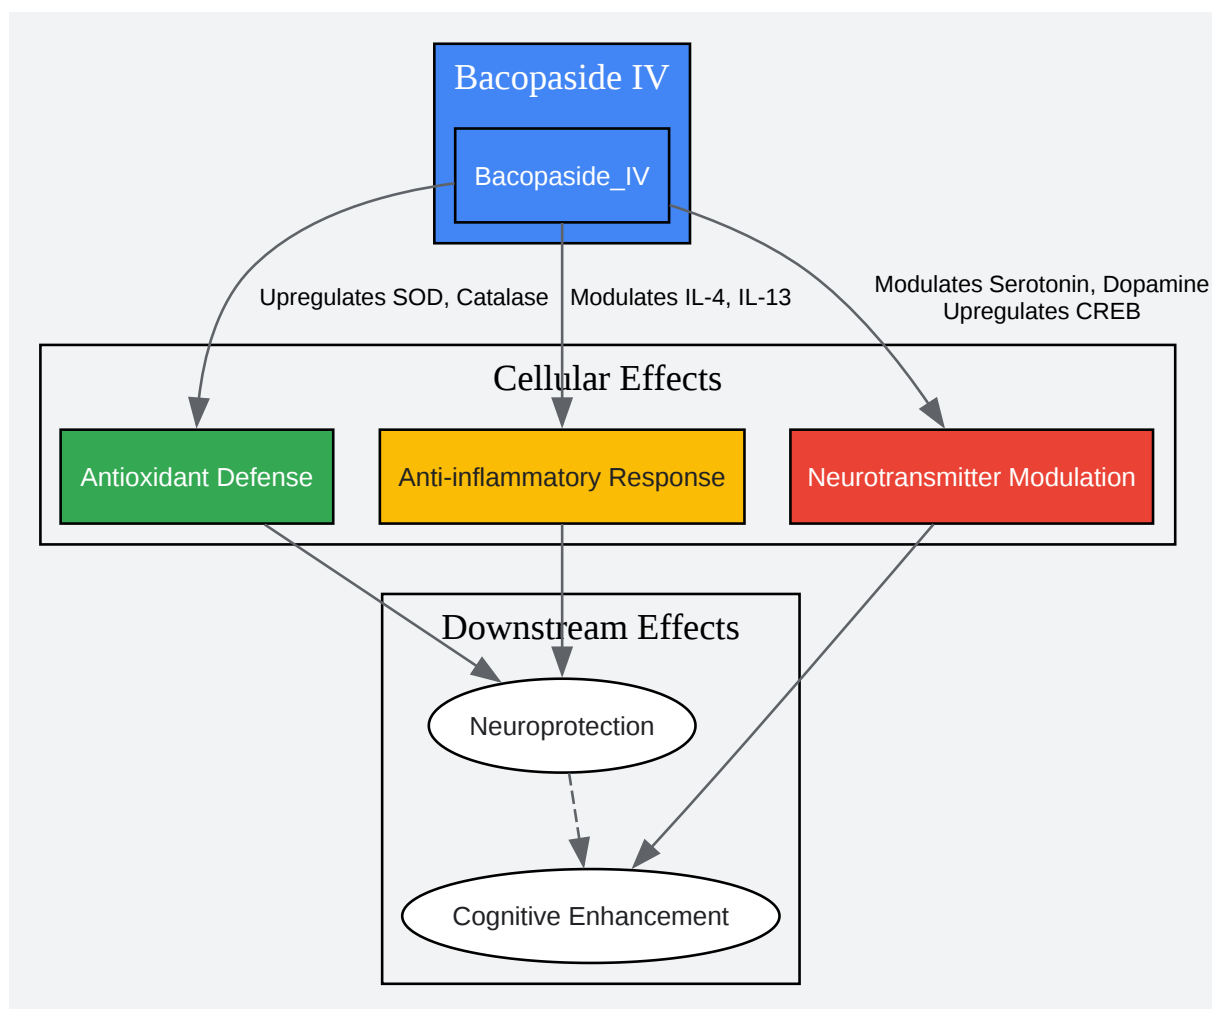 Bacopaside IV
Bacopaside_IV
Upregulates SOD, Catalase
Modulates IL-4, IL-13
Modulates Serotonin, Dopamine
Upregulates CREB
Cellular Effects
Antioxidant Defense
Anti-inflammatory Response
Neurotransmitter Modulation
Downstream Effects
Neuroprotection
Cognitive Enhancement